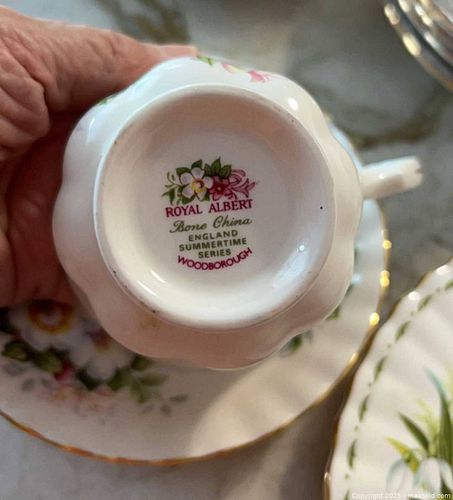 ROYAL ALBERT
Bone China
ENGLAND
SUMMERTIME
SERIES
WOODBOROUGH